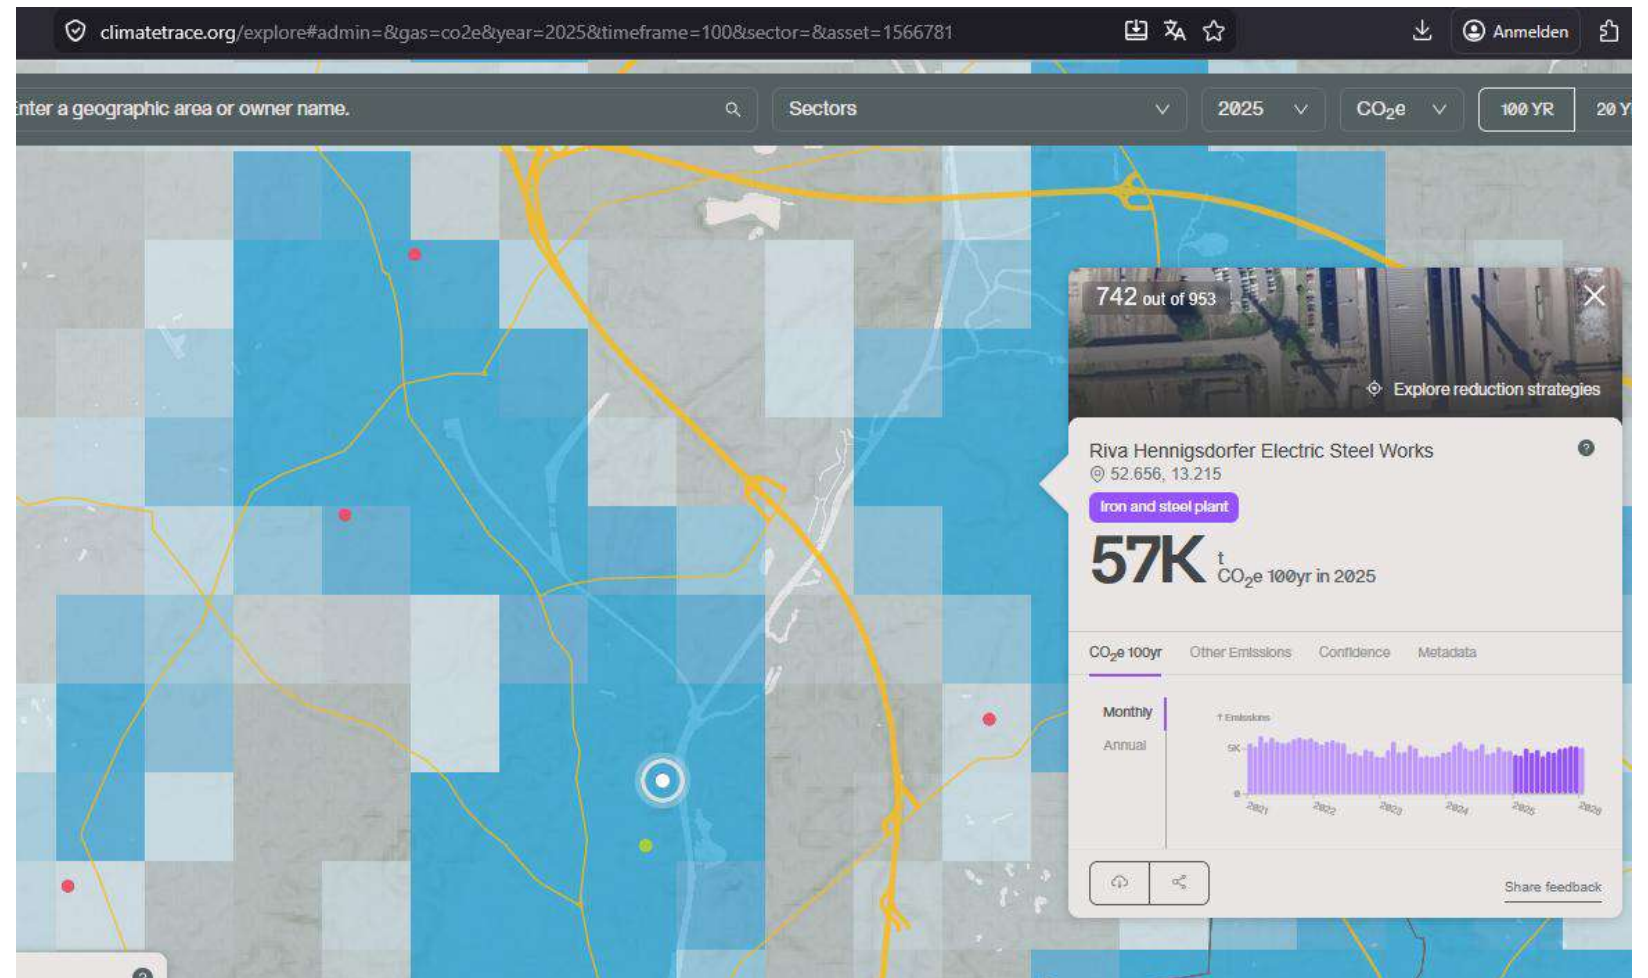 climatetrace.org/explore#admin=&gas=co2e&year=2025&timeframe=100&sector=&asset=1566781
Anmelden
Enter a geographic area or owner name.
Sectors
2025
CO₂e
100 YR
20 Y
742 out of 953
Explore reduction strategies
Riva Hennigsdorfer Electric Steel Works
?
52.656, 13.215
Iron and steel plant
57K t
CO₂e 100yr in 2025
CO₂e 100yr
Other Emissions
Confidence
Metadata
Monthly
Annual
↑ Emissions
5K
0
2021
2022
2023
2024
2025
2026
Share feedback
?